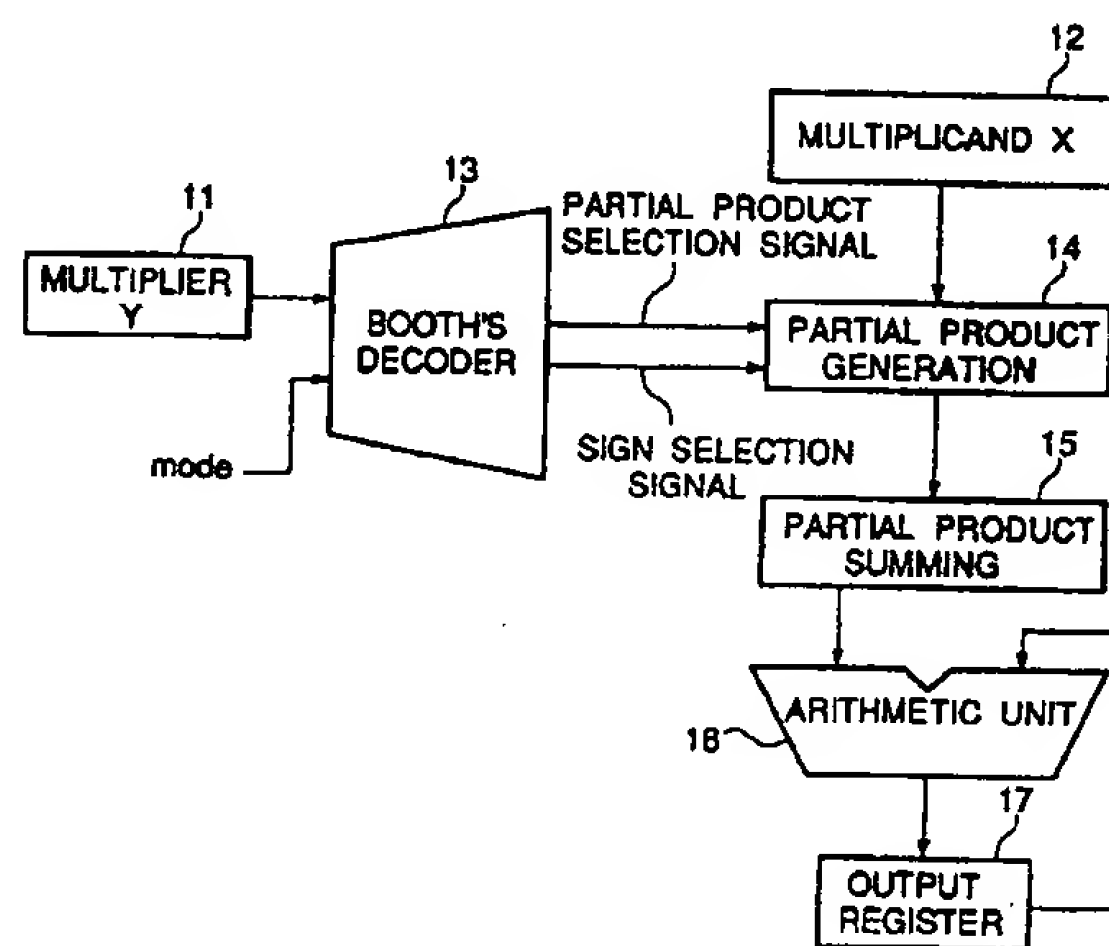 12
MULTIPLICAND X
13
PARTIAL PRODUCT
SELECTION SIGNAL
11
MULTIPLIER
Y
14
BOOTH'S
DECODER
PARTIAL PRODUCT
GENERATION
mode
SIGN SELECTION
SIGNAL
15
PARTIAL PRODUCT
SUMMING
ARITHMETIC UNIT
16
17
OUTPUT
REGISTER